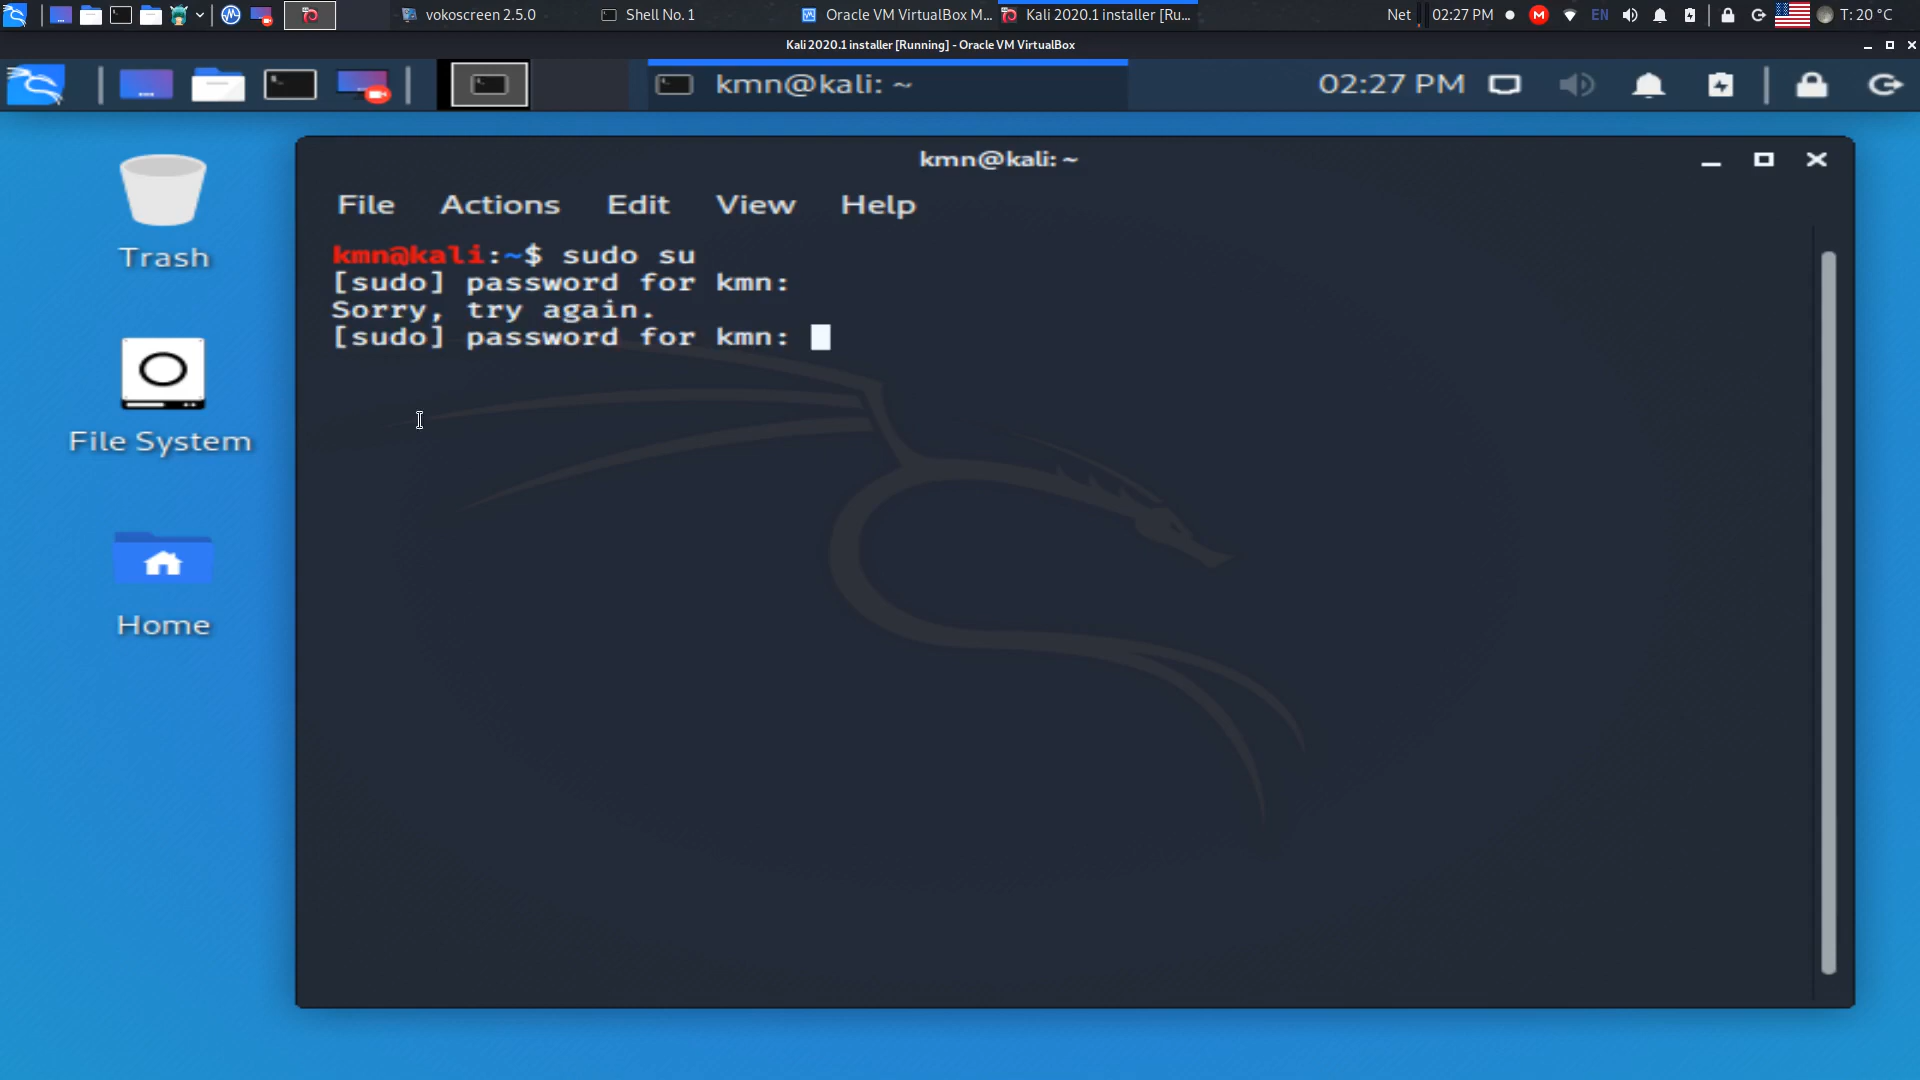 vokoscreen 2.5.0
Shell No. 1
Oracle VM VirtualBox M...
Kali 2020.1 installer [Ru...
Net
02:27 PM
M
EN
T: 20 °C
Kali 2020.1 installer [Running] - Oracle VM VirtualBox
kmn@kali: ~
02:27 PM
Trash
File System
Home
kmn@kali: ~
File Actions Edit View Help
kmn@kali:~$ sudo su
[sudo] password for kmn:
Sorry, try again.
[sudo] password for kmn: